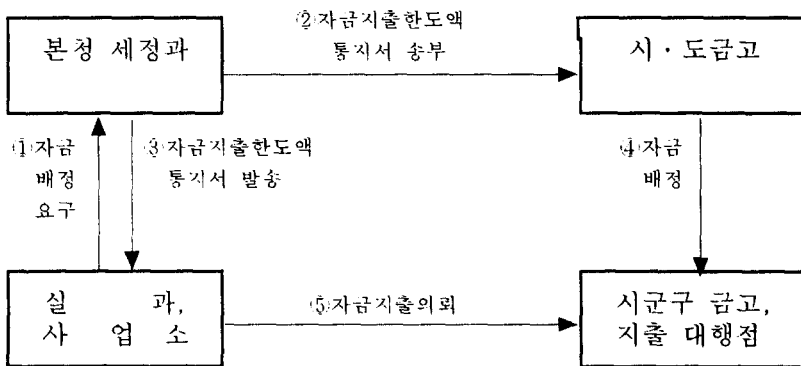 본청 세정과
②자금지출한도액
통지서 송부
시·도금고
①자금
배정
요구
③자금지출한도액
통지서 발송
④자금
배정
실 과,
사 업 소
⑤자금지출의뢰
시군구 금고,
지출 대행점